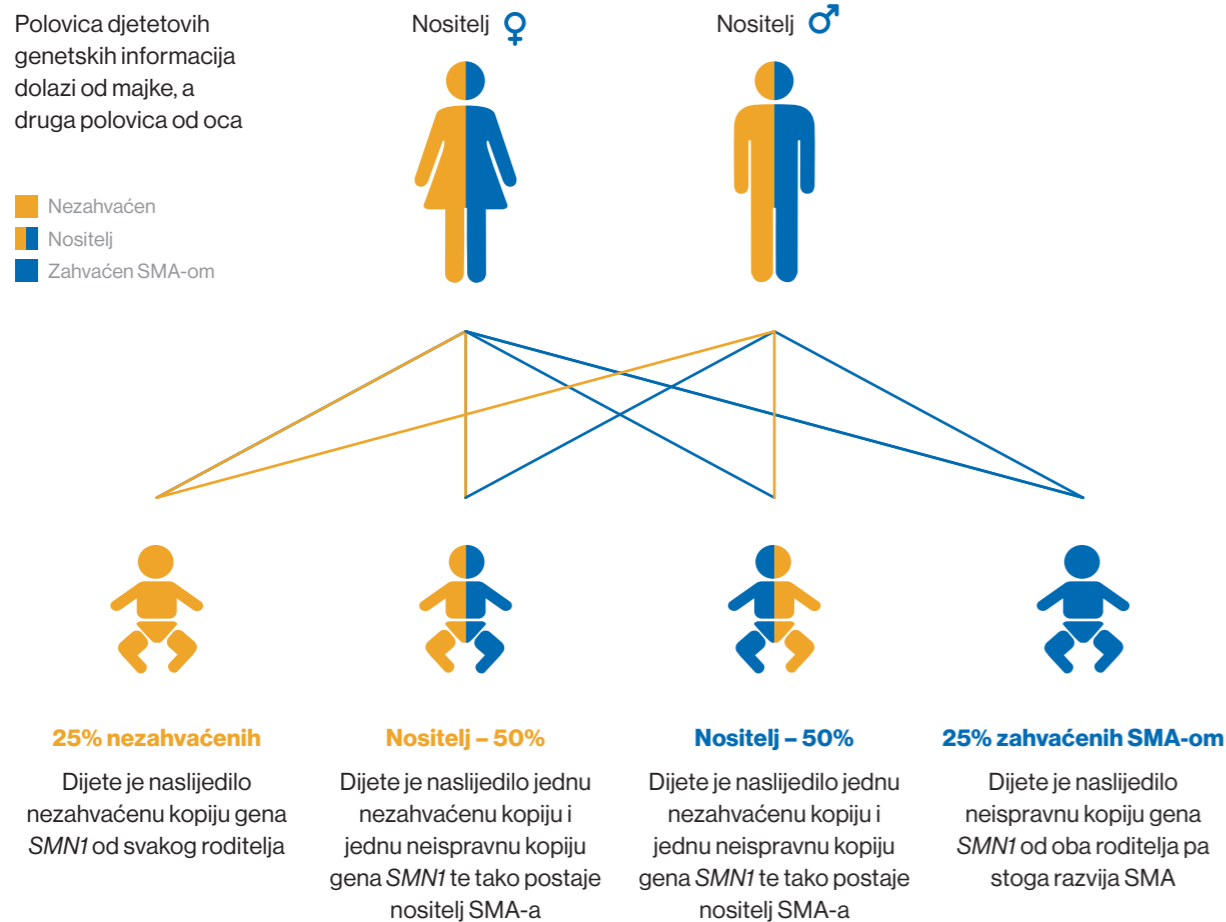 Polovica djetetovih
genetskih informacija
dolazi od majke, a
druga polovica od oca
Nezahvaćen
Nositelj
Zahvaćen SMA-om
Nositelj ♀
Nositelj ♂
25% nezahvaćenih
Dijete je naslijedilo
nezahvaćenu kopiju gena
SMN1 od svakog roditelja
Nositelj – 50%
Dijete je naslijedilo jednu
nezahvaćenu kopiju i
jednu neispravnu kopiju
gena SMN1 te tako postaje
nositelj SMA-a
Nositelj – 50%
Dijete je naslijedilo jednu
nezahvaćenu kopiju i
jednu neispravnu kopiju
gena SMN1 te tako postaje
nositelj SMA-a
25% zahvaćenih SMA-om
Dijete je naslijedilo
neispravnu kopiju gena
SMN1 od oba roditelja pa
stoga razvija SMA